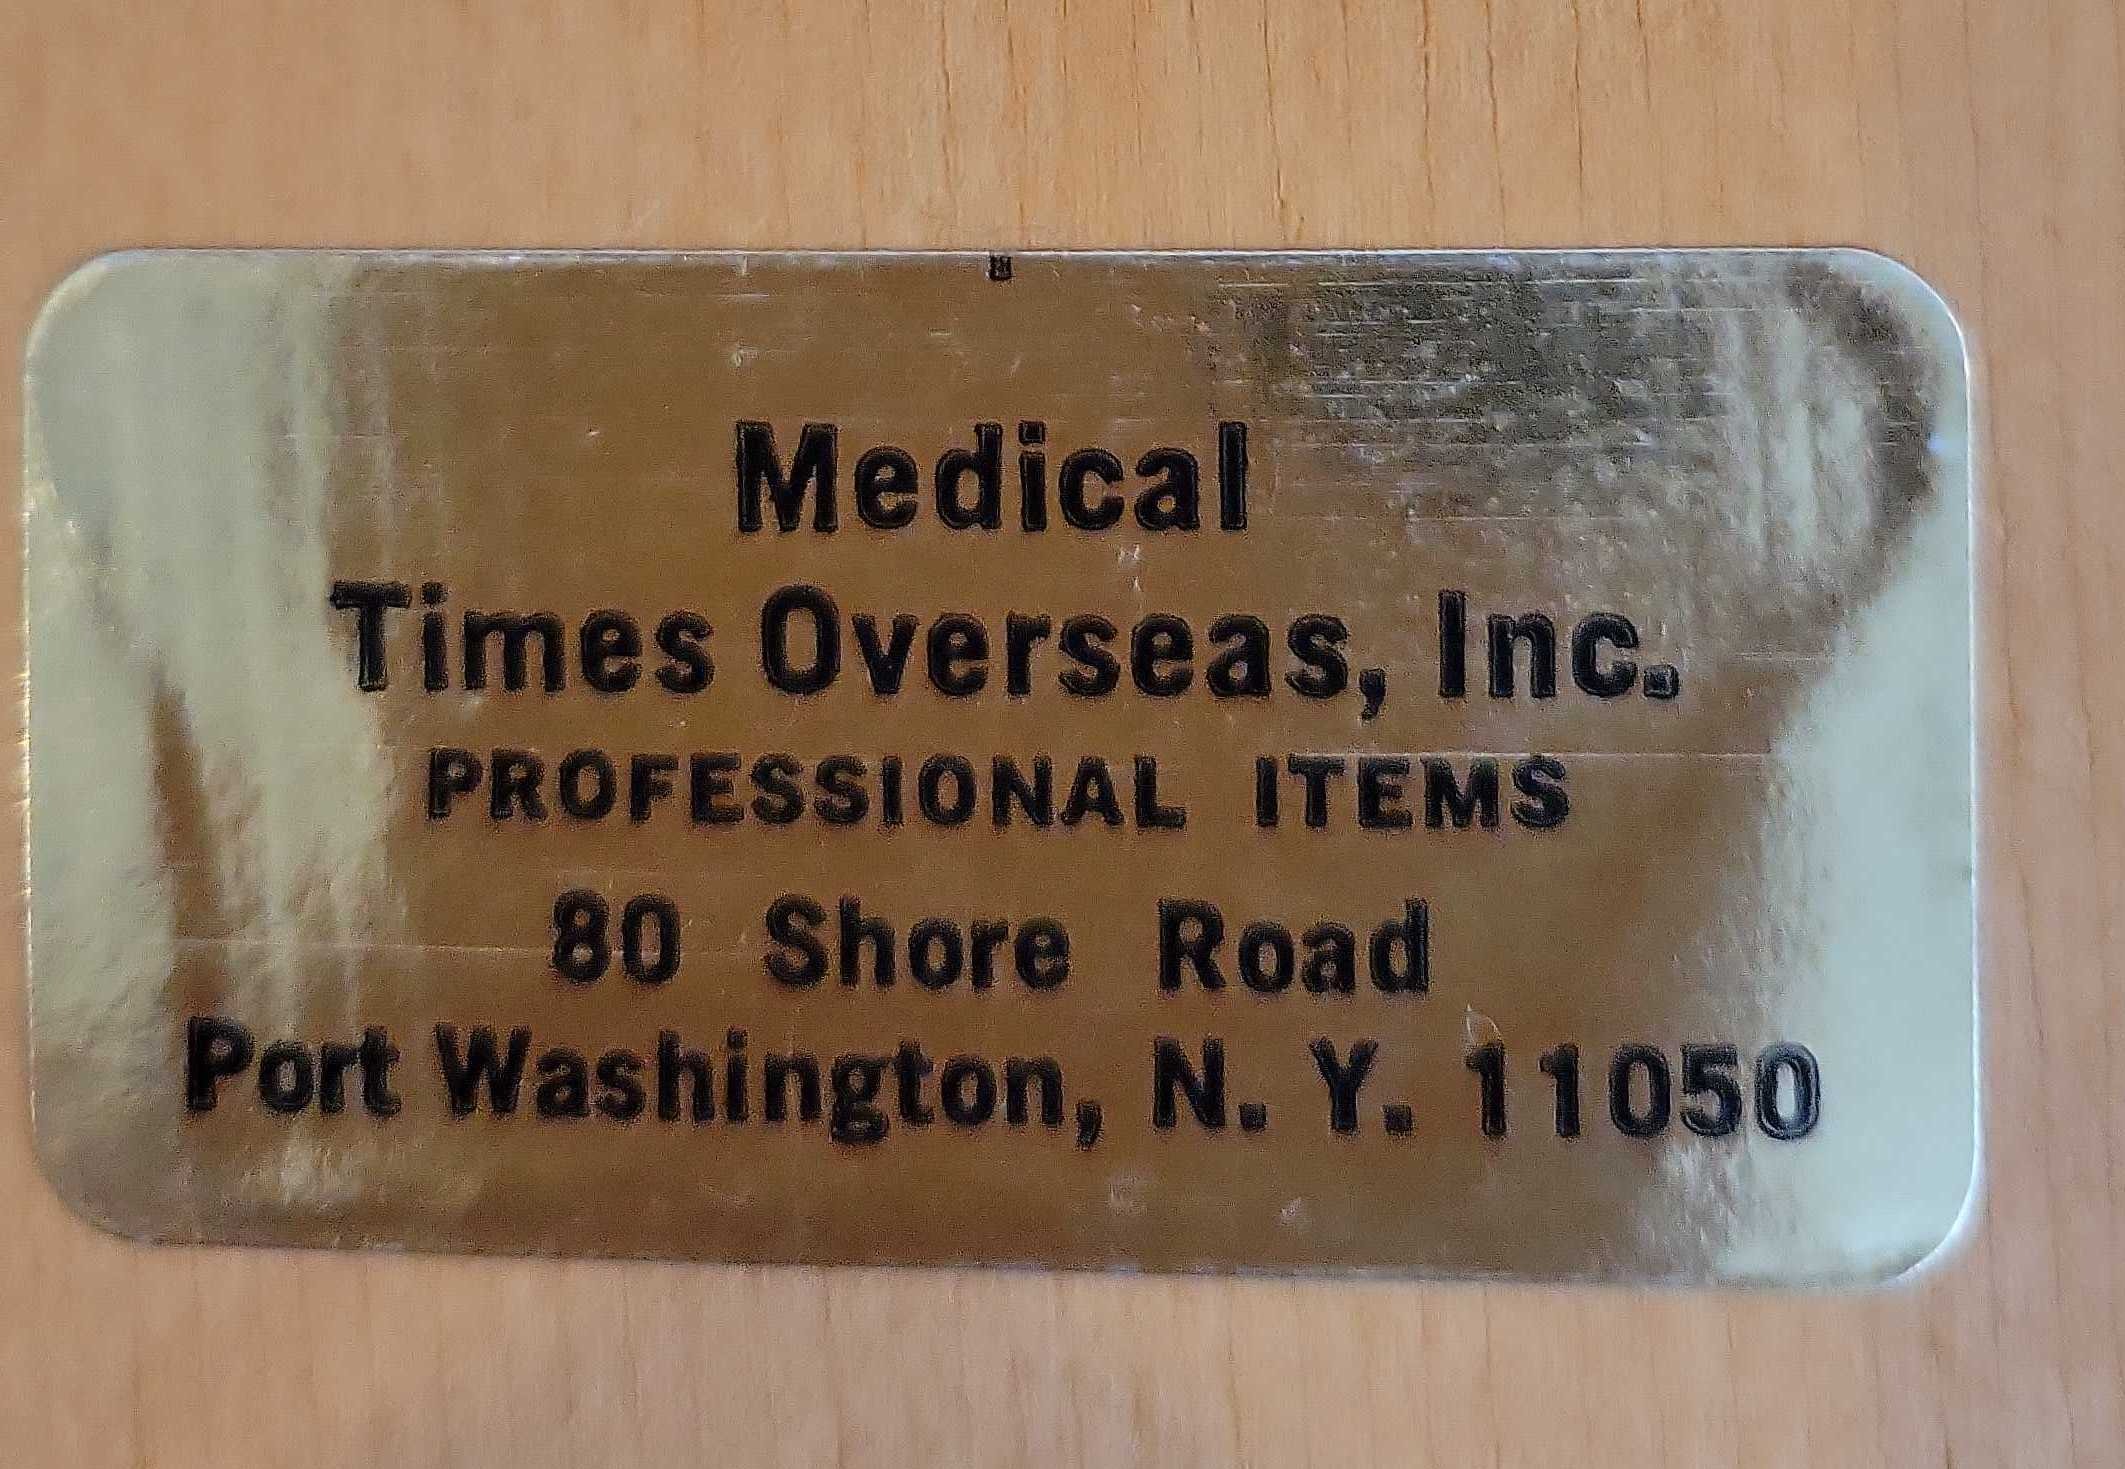 Medical
Times Overseas, Inc.
PROFESSIONAL ITEMS
80 Shore Road
Port Washington, N. Y. 11050